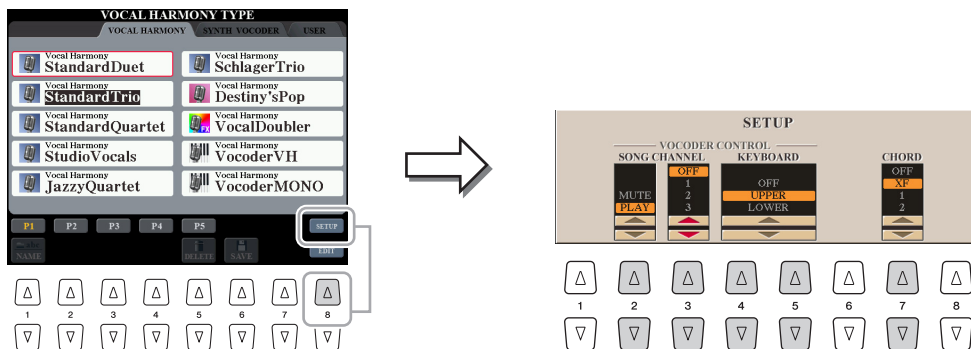 VOCAL HARMONY TYPE
VOCAL HARMONY SYNTH VOCODER USER
Vocal Harmony
StandardDuet
Vocal Harmony
SchlagerTrio
Vocal Harmony
StandardTrio
Vocal Harmony
Destiny'sPop
Vocal Harmony
StandardQuartet
FX
Vocal Harmony
VocalDoubler
Vocal Harmony
StudioVocals
Vocal Harmony
VocoderVH
Vocal Harmony
JazzyQuartet
Vocal Harmony
VocoderMONO
P1 P2 P3 P4 P5 SETUP
abc
NAME DELETE SAVE EDIT
1 2 3 4 5 6 7 8
SETUP
VOCODER CONTROL
SONG CHANNEL KEYBOARD CHORD
MUTE
PLAY
OFF
1
2
3
OFF
UPPER
LOWER
OFF
XF
1
2
1 2 3 4 5 6 7 8